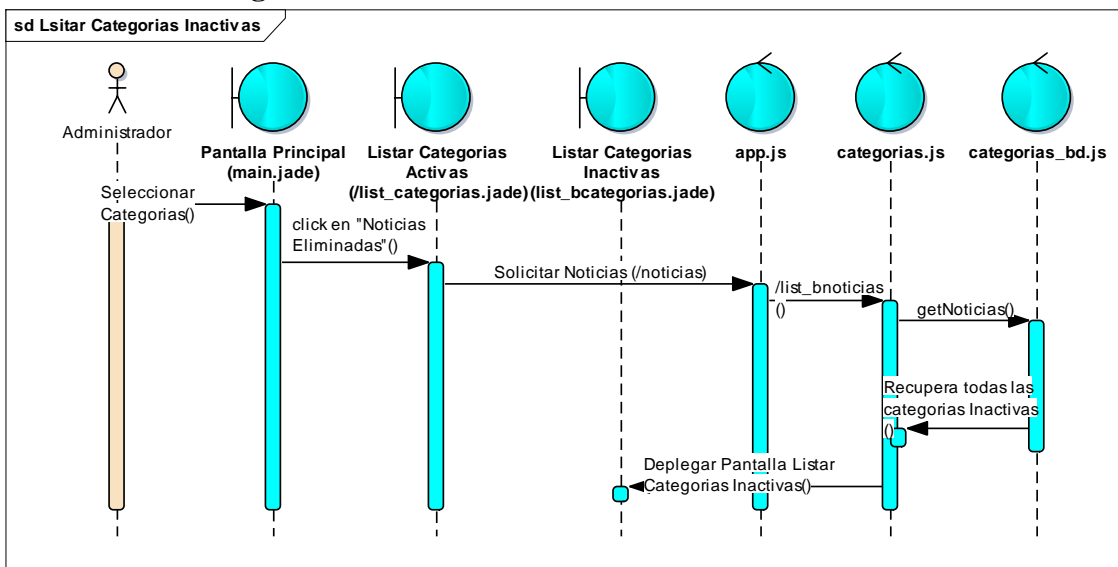 sd Lsitar Categorias Inactivas
Administrador
Pantalla Principal
(main.jade)
Listar Categorias
Activas
(/list_categorias.jade)
Listar Categorias
Inactivas
(list_bcategorias.jade)
app.js
categorias.js
categorias_bd.js
Seleccionar
Categorias()
click en "Noticias
Eliminadas"()
Solicitar Noticias (/noticias)
/list_bnoticias
()
getNoticias()
Recupera todas las
categorias Inactivas
()
Deplegar Pantalla Listar
Categorias Inactivas()